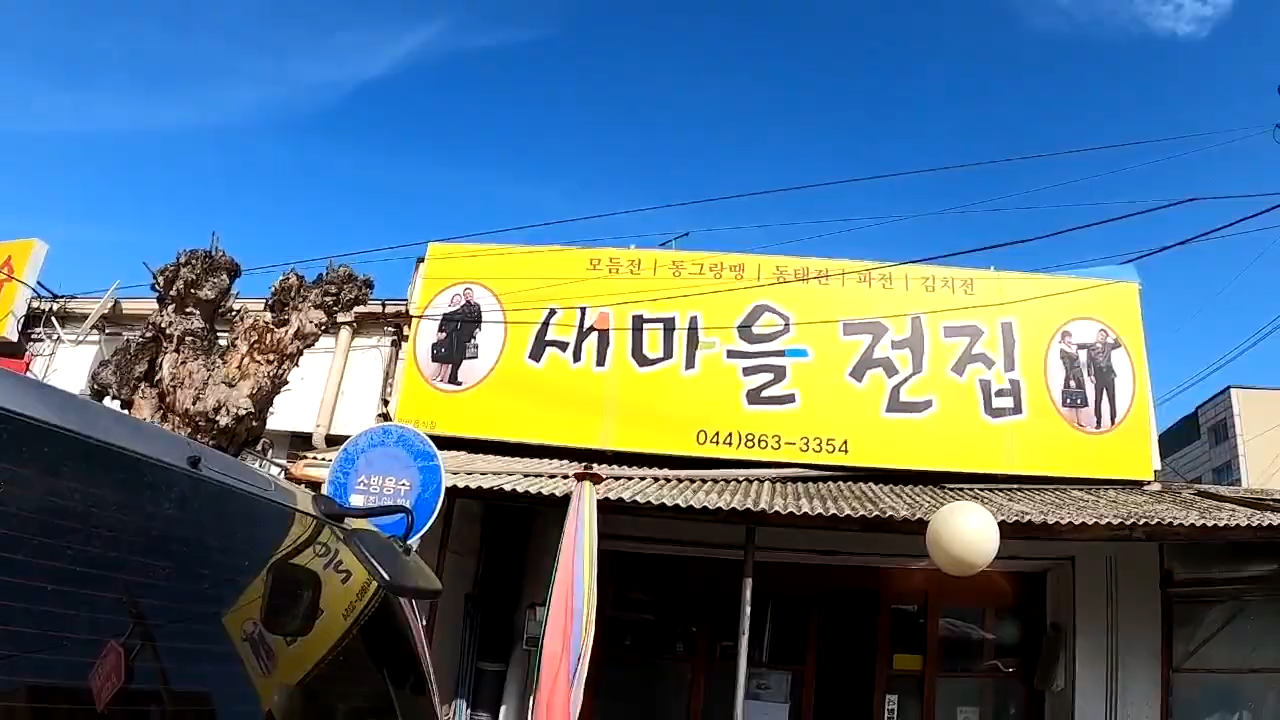 모듬전 | 동그랑땡 | 동태전 | 파전 | 김치전
새마을 전집
044)863-3354
소방용수